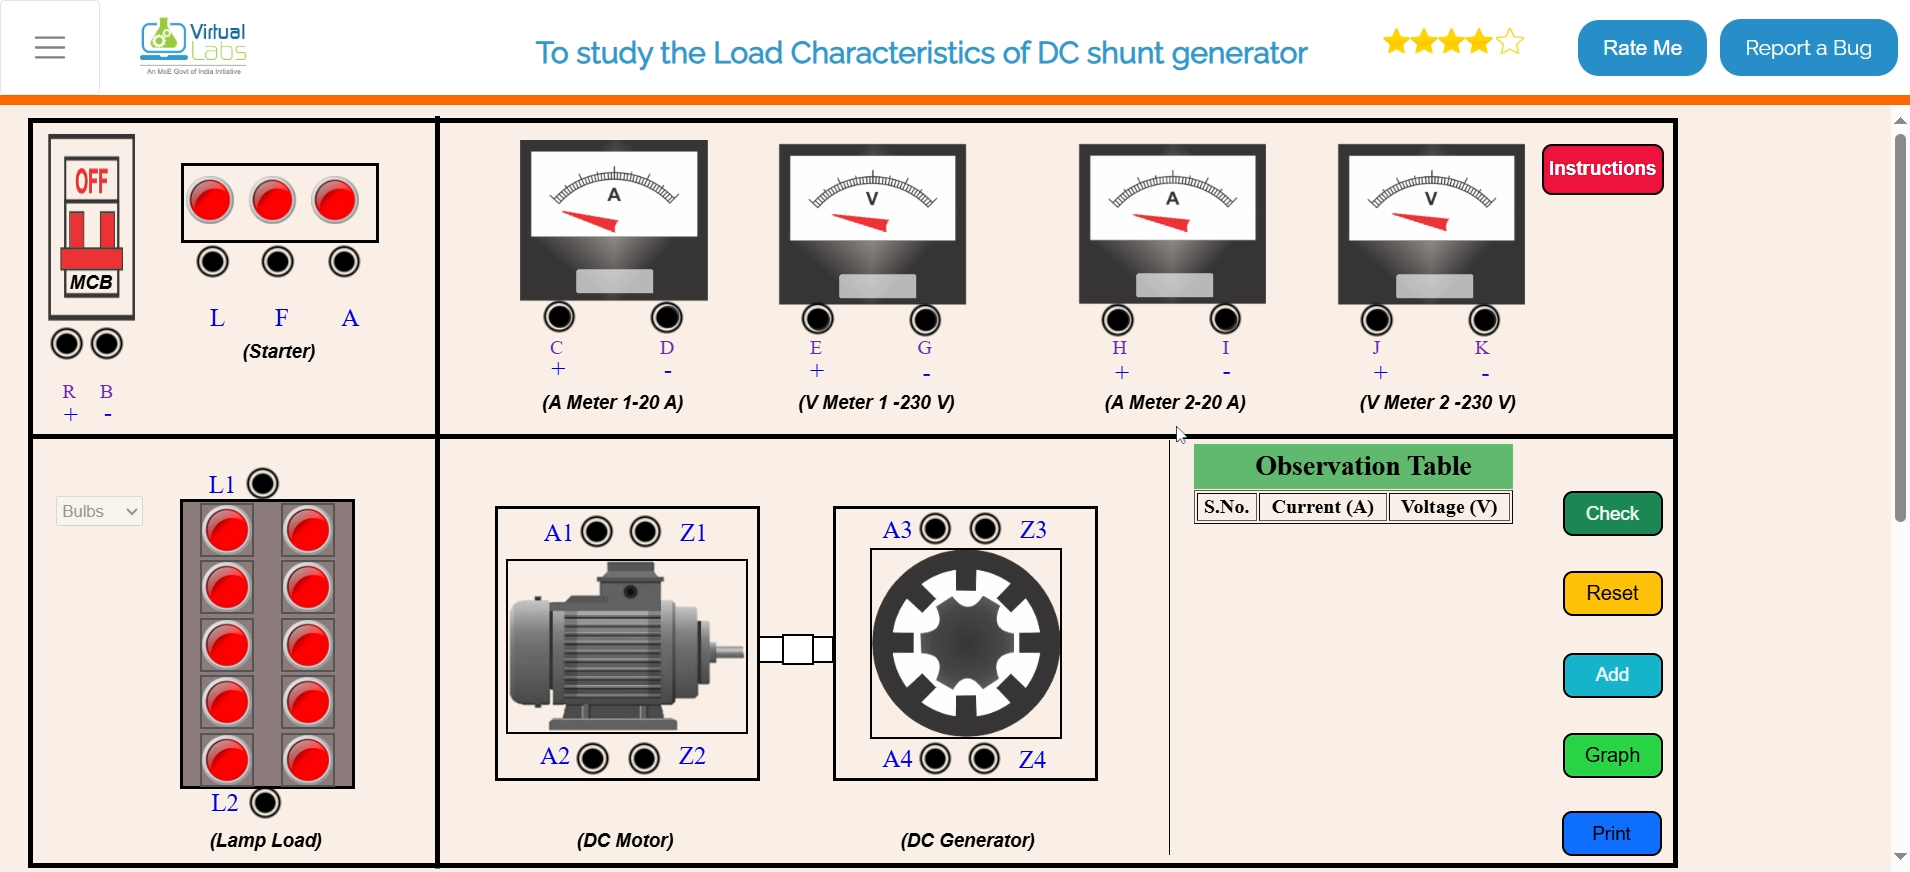 Virtual
Labs
An MoE Govt of India Initiative
To study the Load Characteristics of DC shunt generator
Rate Me
Report a Bug
OFF
MCB
R B
+ -
L F A
(Starter)
A
C D
+ -
(A Meter 1-20 A)
V
E G
+ -
(V Meter 1 -230 V)
A
H I
+ -
(A Meter 2-20 A)
V
J K
+ -
(V Meter 2 -230 V)
Instructions
Bulbs
L1
L2
(Lamp Load)
A1 Z1
A2 Z2
(DC Motor)
A3 Z3
A4 Z4
(DC Generator)
Observation Table
S.No. Current (A) Voltage (V)
Check
Reset
Add
Graph
Print